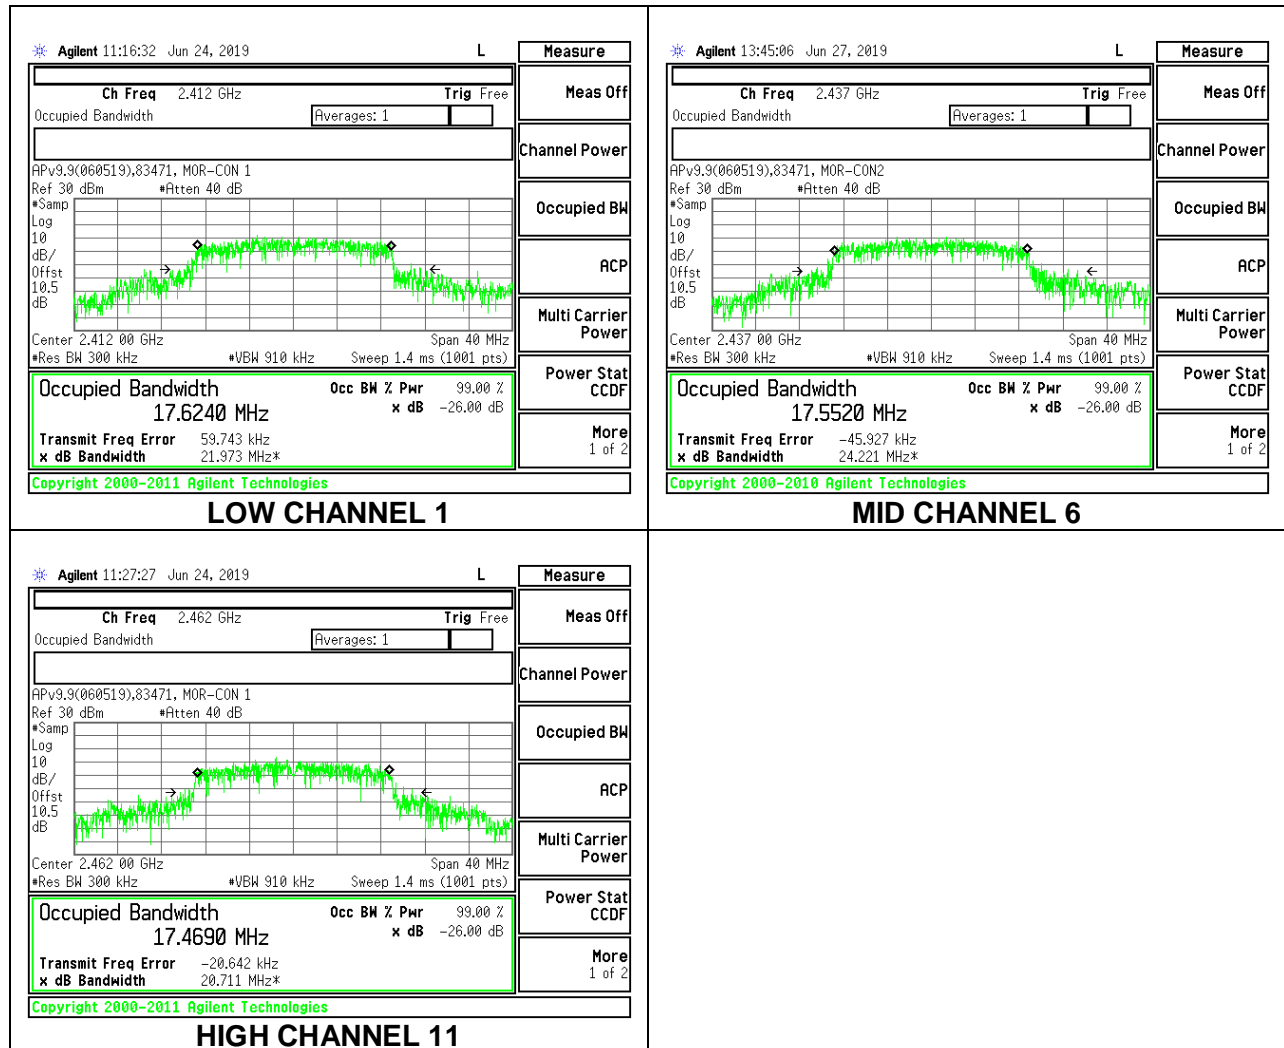 Agilent 11:16:32 Jun 24, 2019 L Measure
Ch Freq 2.412 GHz Trig Free
Occupied Bandwidth Averages: 1
APv9.9(060519),83471, MOR-CON 1
Ref 30 dBm #Atten 40 dB
#Samp
Log
10
dB/
Offst
10.5
dB
Center 2.412 00 GHz Span 40 MHz
#Res BW 300 kHz #VBW 910 kHz Sweep 1.4 ms (1001 pts)
Occupied Bandwidth Occ BW % Pwr 99.00 %
17.6240 MHz x dB -26.00 dB
Transmit Freq Error 59.743 kHz
x dB Bandwidth 21.973 MHz*
Copyright 2000-2011 Agilent Technologies
Meas Off
Channel Power
Occupied BW
ACP
Multi Carrier
Power
Power Stat
CCDF
More
1 of 2
LOW CHANNEL 1
Agilent 13:45:06 Jun 27, 2019 L Measure
Ch Freq 2.437 GHz Trig Free
Occupied Bandwidth Averages: 1
APv9.9(060519),83471, MOR-CON2
Ref 30 dBm #Atten 40 dB
#Samp
Log
10
dB/
Offst
10.5
dB
Center 2.437 00 GHz Span 40 MHz
#Res BW 300 kHz #VBW 910 kHz Sweep 1.4 ms (1001 pts)
Occupied Bandwidth Occ BW % Pwr 99.00 %
17.5520 MHz x dB -26.00 dB
Transmit Freq Error -45.927 kHz
x dB Bandwidth 24.221 MHz*
Copyright 2000-2010 Agilent Technologies
Meas Off
Channel Power
Occupied BW
ACP
Multi Carrier
Power
Power Stat
CCDF
More
1 of 2
MID CHANNEL 6
Agilent 11:27:27 Jun 24, 2019 L Measure
Ch Freq 2.462 GHz Trig Free
Occupied Bandwidth Averages: 1
APv9.9(060519),83471, MOR-CON 1
Ref 30 dBm #Atten 40 dB
#Samp
Log
10
dB/
Offst
10.5
dB
Center 2.462 00 GHz Span 40 MHz
#Res BW 300 kHz #VBW 910 kHz Sweep 1.4 ms (1001 pts)
Occupied Bandwidth Occ BW % Pwr 99.00 %
17.4690 MHz x dB -26.00 dB
Transmit Freq Error -20.642 kHz
x dB Bandwidth 20.711 MHz*
Copyright 2000-2011 Agilent Technologies
Meas Off
Channel Power
Occupied BW
ACP
Multi Carrier
Power
Power Stat
CCDF
More
1 of 2
HIGH CHANNEL 11